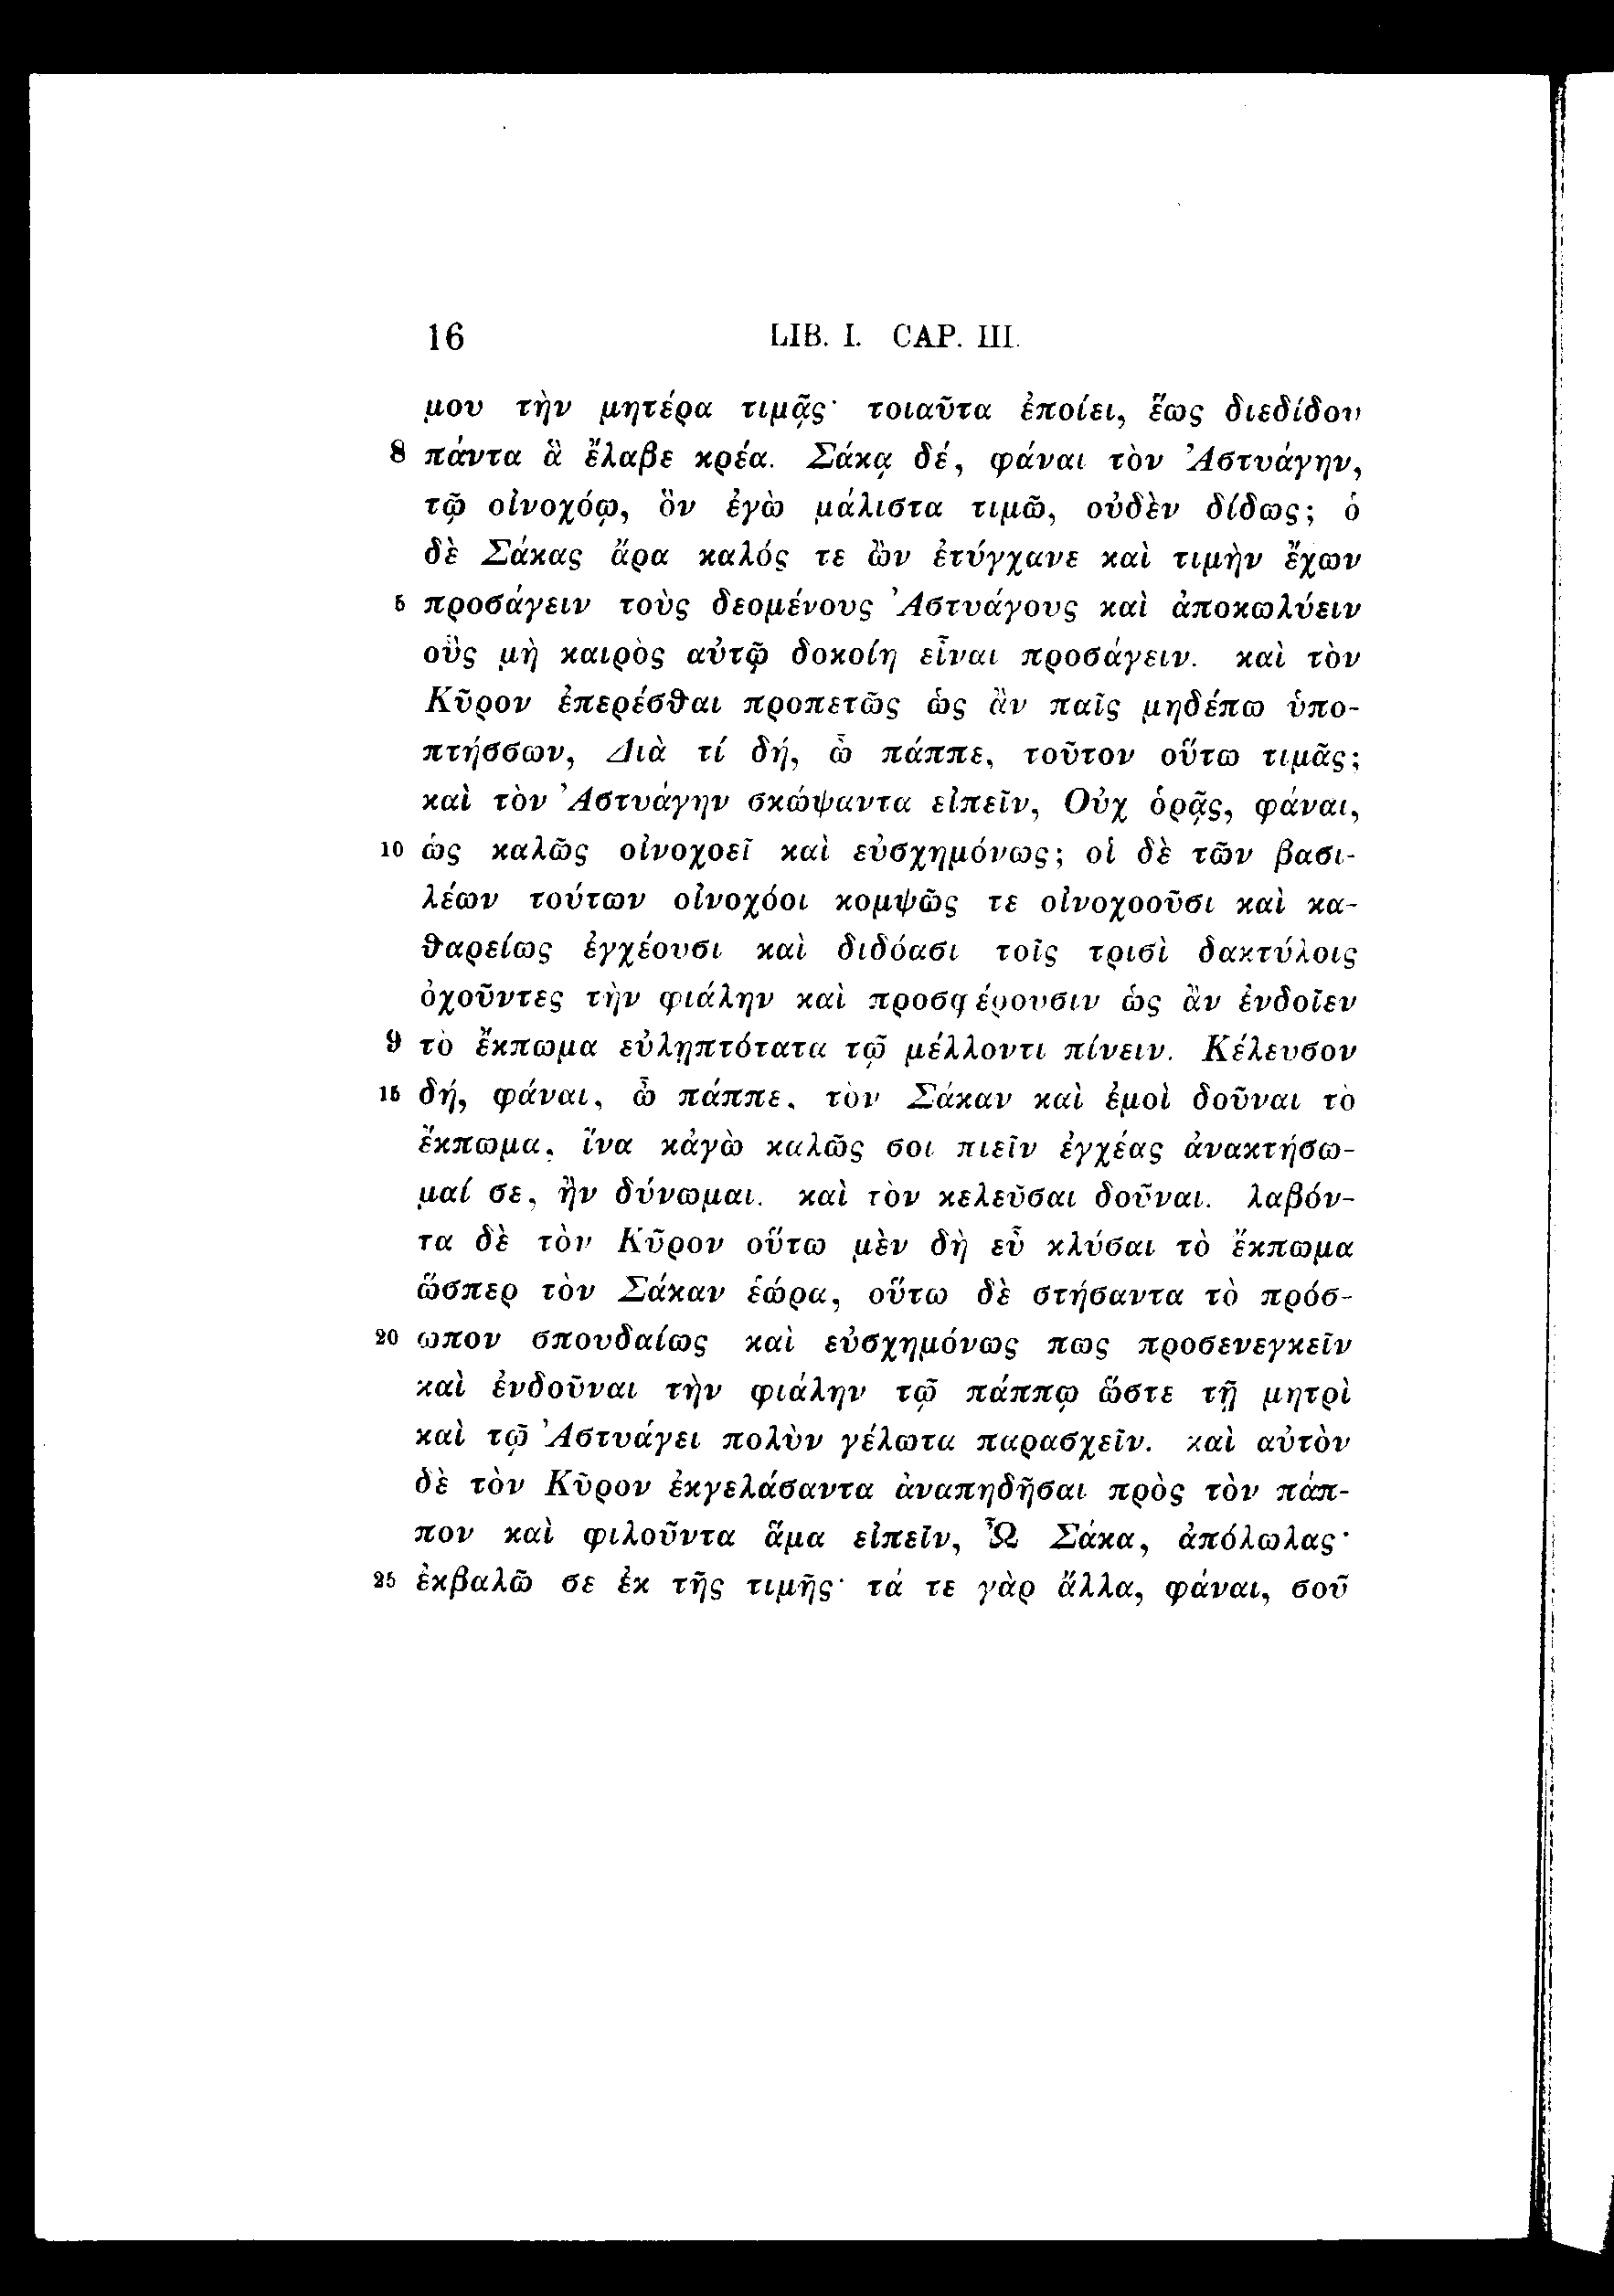 16 LIB. I. CAP. III.
μου τὴν μητέρα τιμᾷς· τοιαῦτα ἐποίει, ἕως διεδίδου
8 πάντα ἃ ἔλαβε κρέα. Σάκᾳ δέ, φάναι τὸν Ἀστυάγην,
τῷ οἰνοχόῳ, ὃν ἐγὼ μάλιστα τιμῶ, οὐδὲν δίδως; ὁ
δὲ Σάκας ἄρα καλός τε ὢν ἐτύγχανε καὶ τιμὴν ἔχων
5 προσάγειν τοὺς δεομένους Ἀστυάγους καὶ ἀποκωλύειν
οὓς μὴ καιρὸς αὐτῷ δοκοίη εἶναι προσάγειν. καὶ τὸν
Κῦρον ἐπερέσθαι προπετῶς ὡς ἂν παῖς μηδέπω ὑπο-
πτήσσων, Διὰ τί δή, ὦ πάππε, τοῦτον οὕτω τιμᾷς;
καὶ τὸν Ἀστυάγην σκώψαντα εἰπεῖν, Οὐχ ὁρᾷς, φάναι,
10 ὡς καλῶς οἰνοχοεῖ καὶ εὐσχημόνως; οἱ δὲ τῶν βασι-
λέων τούτων οἰνοχόοι κομψῶς τε οἰνοχοοῦσι καὶ κα-
θαρείως ἐγχέουσι καὶ διδόασι τοῖς τρισὶ δακτύλοις
ὀχοῦντες τὴν φιάλην καὶ προσφέρουσιν ὡς ἂν ἐνδοῖεν
9 τὸ ἔκπωμα εὐληπτότατα τῷ μέλλοντι πίνειν. Κέλευσον
15 δή, φάναι, ὦ πάππε, τὸν Σάκαν καὶ ἐμοὶ δοῦναι τὸ
ἔκπωμα, ἵνα κἀγὼ καλῶς σοι πιεῖν ἐγχέας ἀνακτήσω-
μαί σε, ἢν δύνωμαι. καὶ τὸν κελεῦσαι δοῦναι. λαβόν-
τα δὲ τὸν Κῦρον οὕτω μὲν δὴ εὖ κλύσαι τὸ ἔκπωμα
ὥσπερ τὸν Σάκαν ἑώρα, οὕτω δὲ στήσαντα τὸ πρόσ-
20 ωπον σπουδαίως καὶ εὐσχημόνως πως προσενεγκεῖν
καὶ ἐνδοῦναι τὴν φιάλην τῷ πάππῳ ὥστε τῇ μητρὶ
καὶ τῷ Ἀστυάγει πολὺν γέλωτα παρασχεῖν. καὶ αὐτὸν
δὲ τὸν Κῦρον ἐκγελάσαντα ἀναπηδῆσαι πρὸς τὸν πάπ-
πον καὶ φιλοῦντα ἅμα εἰπεῖν, Ὦ Σάκα, ἀπόλωλας·
25 ἐκβαλῶ σε ἐκ τῆς τιμῆς· τά τε γὰρ ἄλλα, φάναι, σοῦ